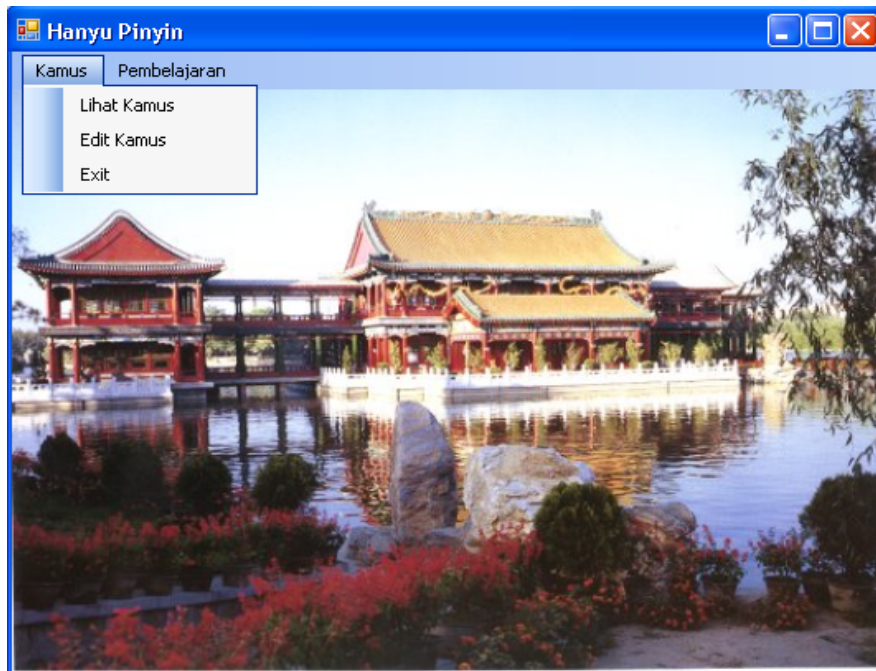 Hanyu Pinyin
Kamus Pembelajaran
Lihat Kamus
Edit Kamus
Exit